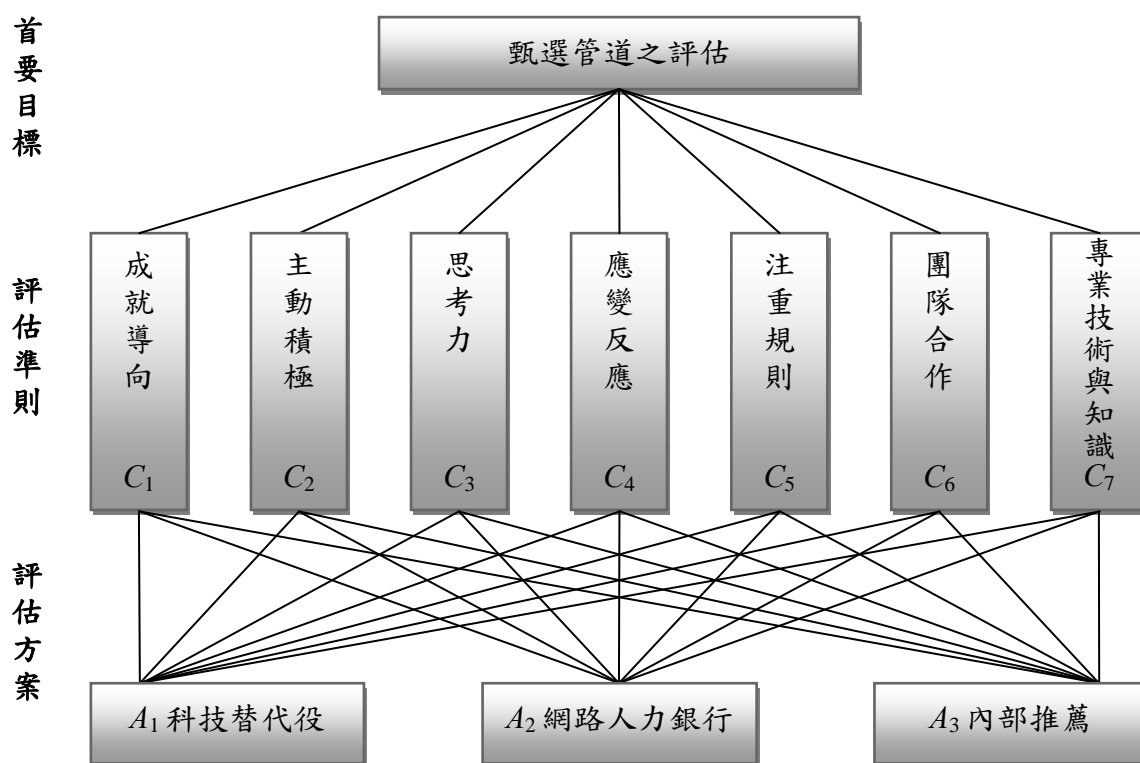 首要目標
甄選管道之評估
評估準則
成就導向
C1
主動積極
C2
思考力
C3
應變反應
C4
注重規則
C5
團隊合作
C6
專業技術與知識
C7
評估方案
A1 科技替代役
A2 網路人力銀行
A3 內部推薦